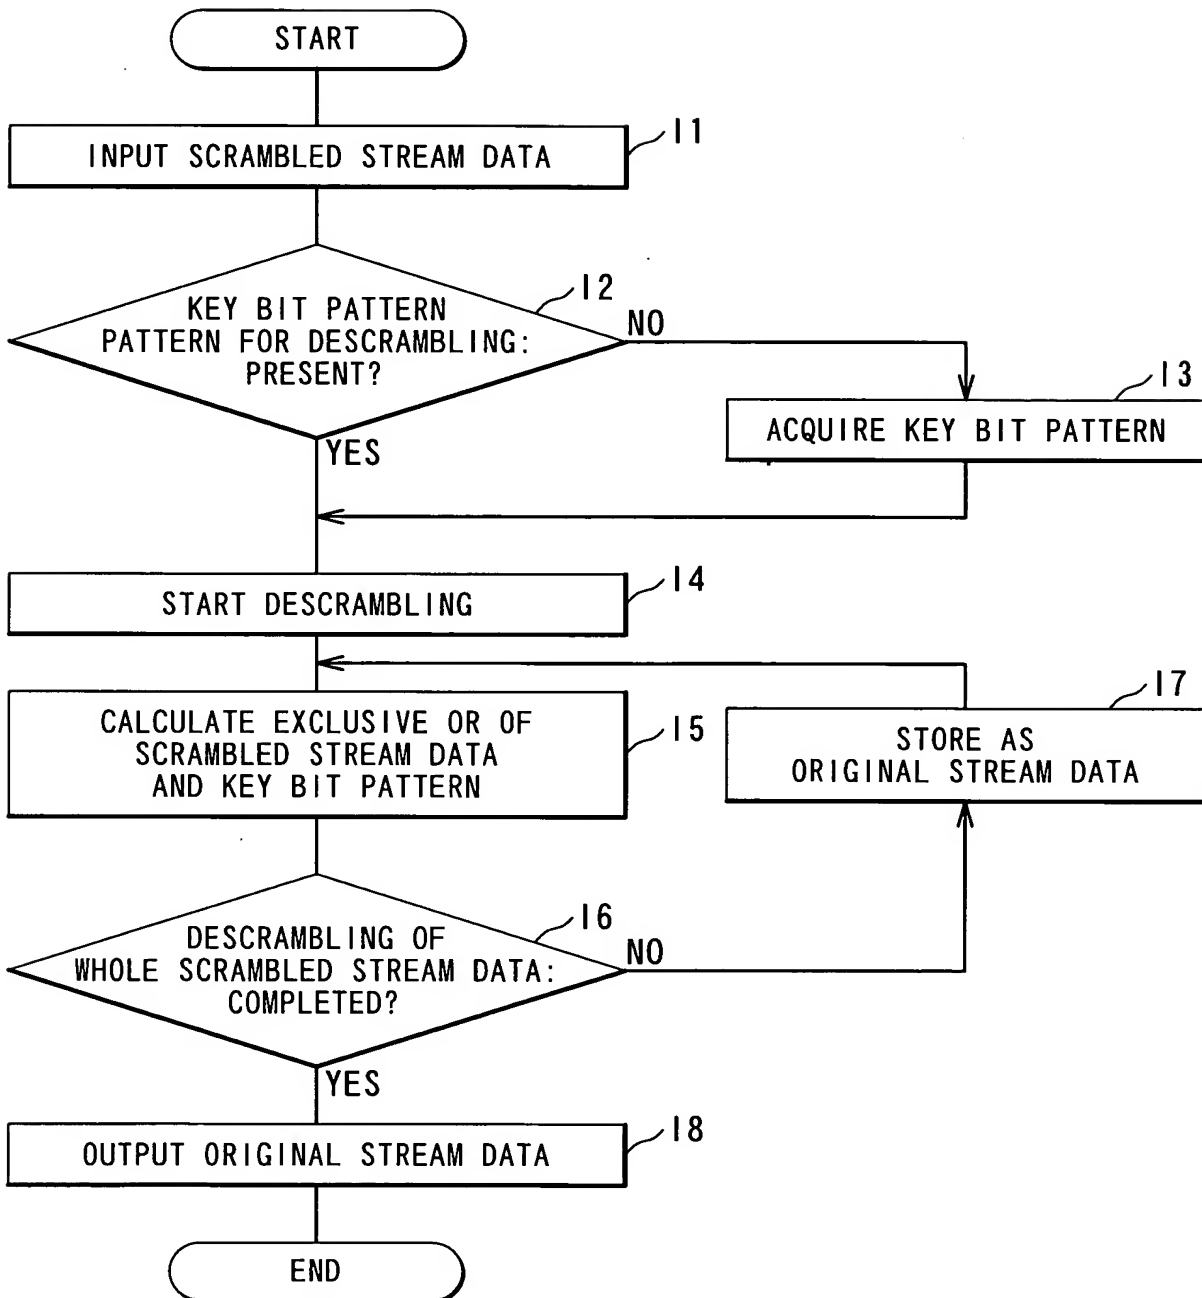 START
INPUT SCRAMBLED STREAM DATA
11
KEY BIT PATTERN
PATTERN FOR DESCRAMBLING:
PRESENT?
12
NO
YES
ACQUIRE KEY BIT PATTERN
13
START DESCRAMBLING
14
CALCULATE EXCLUSIVE OR OF
SCRAMBLED STREAM DATA
AND KEY BIT PATTERN
15
STORE AS
ORIGINAL STREAM DATA
17
DESCRAMBLING OF
WHOLE SCRAMBLED STREAM DATA:
COMPLETED?
16
NO
YES
OUTPUT ORIGINAL STREAM DATA
18
END